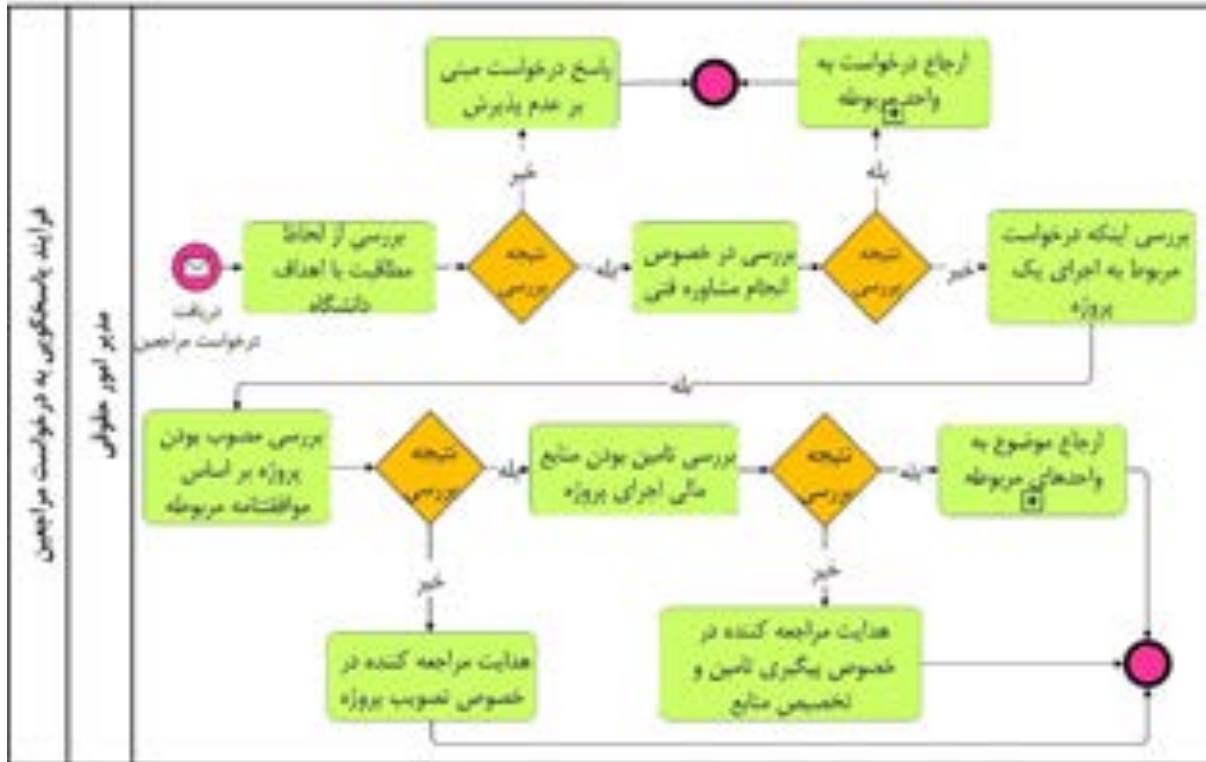 فرایند پاسخگویی به درخواست مراجعین
مدیر امور حقوقی
پاسخ درخواست مبنی
بر عدم پذیرش
ارجاع درخواست به
واحد مربوطه
خیر
بله
دریافت
درخواست مراجعین
بررسی از لحاظ
مطابقت با اهداف
دانشگاه
نتیجه
بررسی
بله
بررسی در خصوص
انجام مشاوره فنی
نتیجه
بررسی
خیر
بررسی اینکه درخواست
مربوط به اجرای یک
پروژه
بله
بررسی مصوب بودن
پروژه بر اساس
موافقتنامه مربوطه
نتیجه
بررسی
بله
بررسی تامین بودن منابع
مالی اجرای پروژه
نتیجه
بررسی
بله
ارجاع موضوع به
واحدهای مربوطه
خیر
خیر
هدایت مراجعه کننده در
خصوص تصویب پروژه
هدایت مراجعه کننده در
خصوص پیگیری تامین و
تخصیص منابع